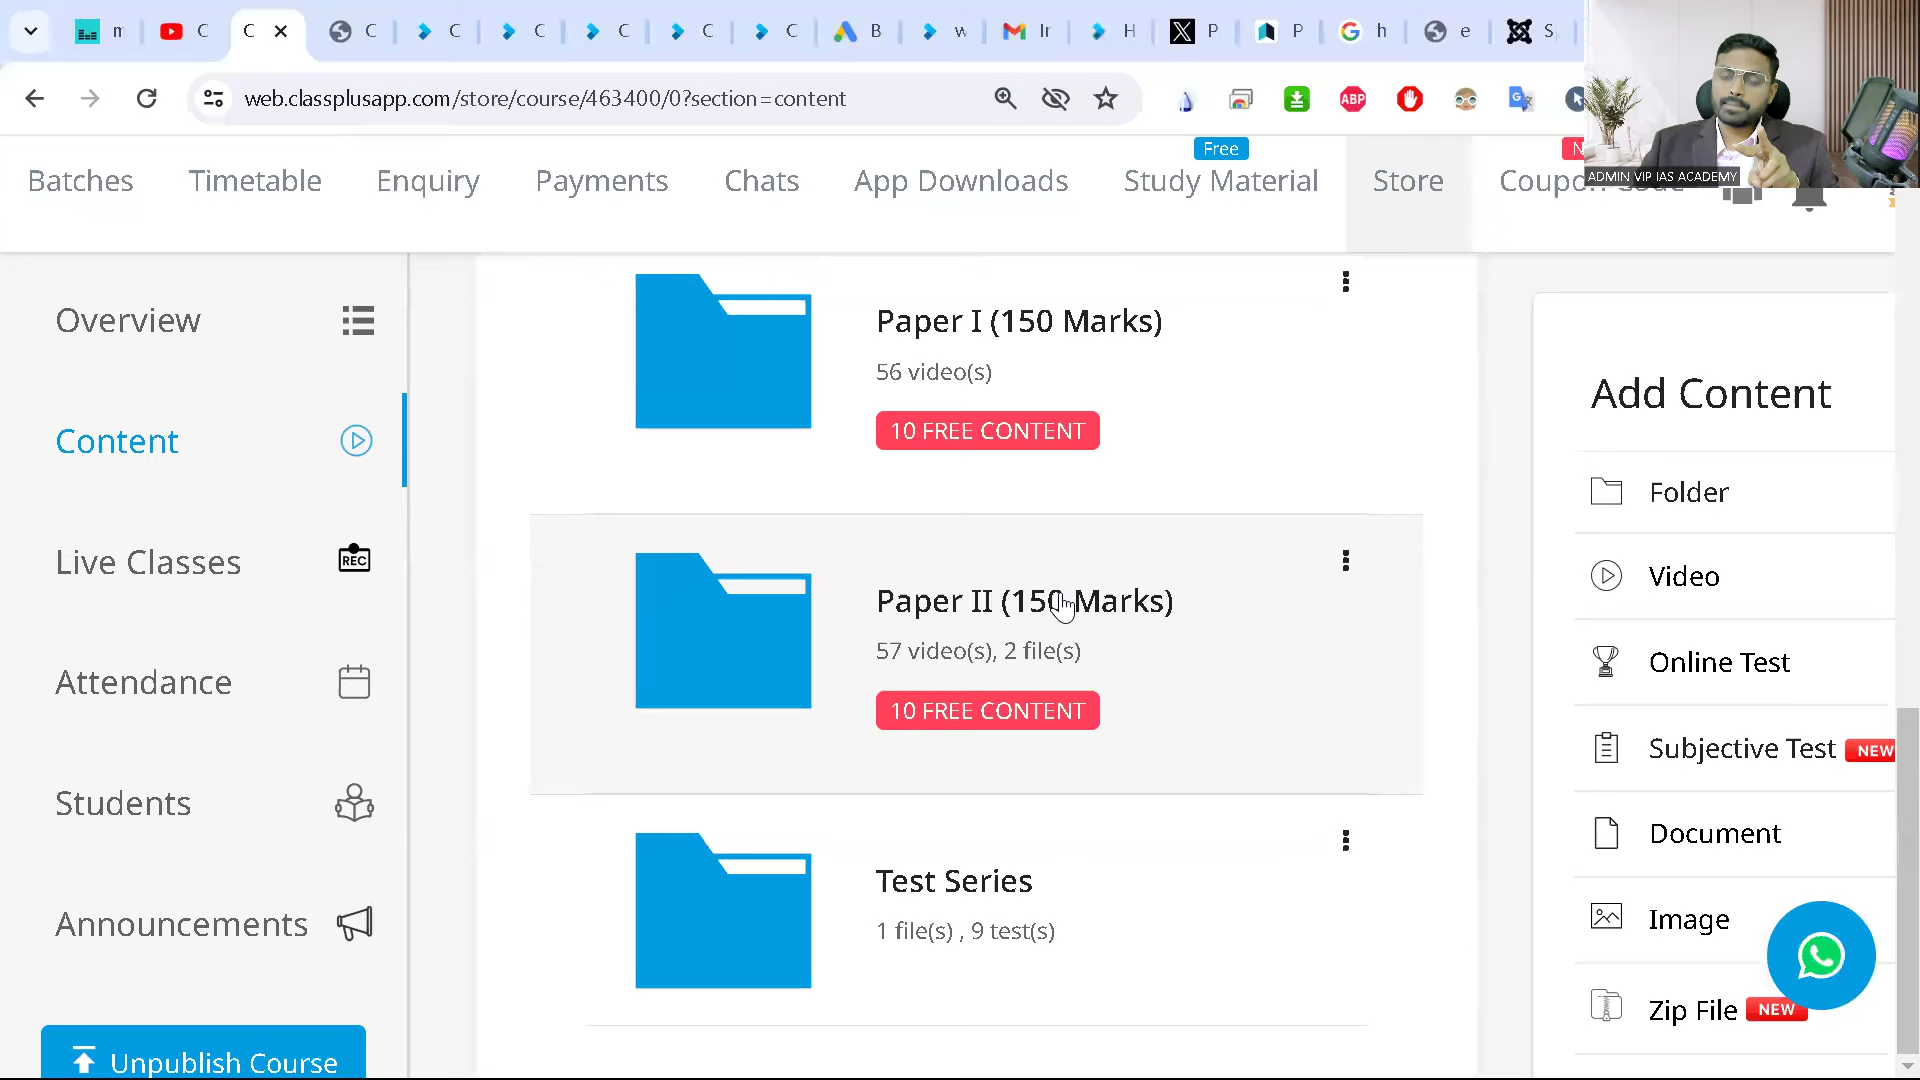 m
C
C
C
C
C
C
C
C
B
w
Ir
H
P
P
h
e
S
web.classplusapp.com/store/course/463400/0?section=content
ABP
ADMIN VIP IAS ACADEMY
Free
Batches
Timetable
Enquiry
Payments
Chats
App Downloads
Study Material
Store
Overview
Content
Live Classes
REC
Attendance
Students
Announcements
Unpublish Course
Paper I (150 Marks)
56 video(s)
10 FREE CONTENT
Paper II (150 Marks)
57 video(s), 2 file(s)
10 FREE CONTENT
Test Series
1 file(s) , 9 test(s)
Add Content
Folder
Video
Online Test
Subjective Test NEW
Document
Image
Zip File NEW